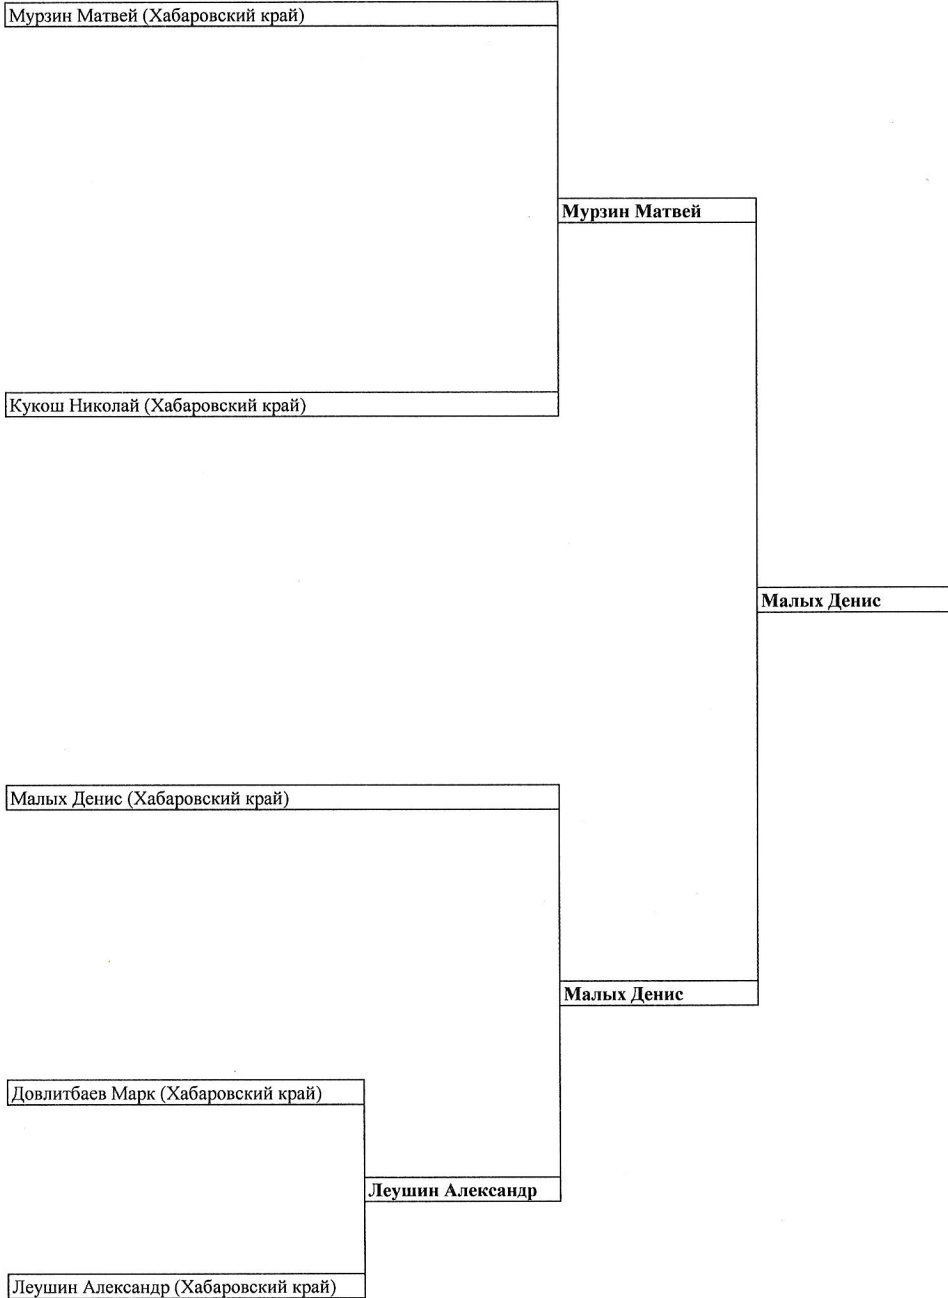 Мурзин Матвей (Хабаровский край)
Мурзин Матвей
Кукош Николай (Хабаровский край)
Малых Денис
Малых Денис (Хабаровский край)
Малых Денис
Довлитбаев Марк (Хабаровский край)
Леушин Александр
Леушин Александр (Хабаровский край)